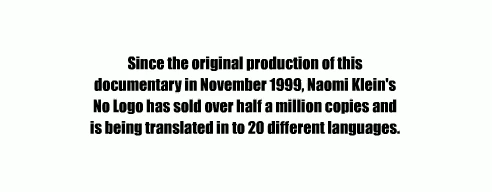 Since the original production of this
documentary in November 1999, Naomi Klein's
No Logo has sold over half a million copies and
is being translated in to 20 different languages.